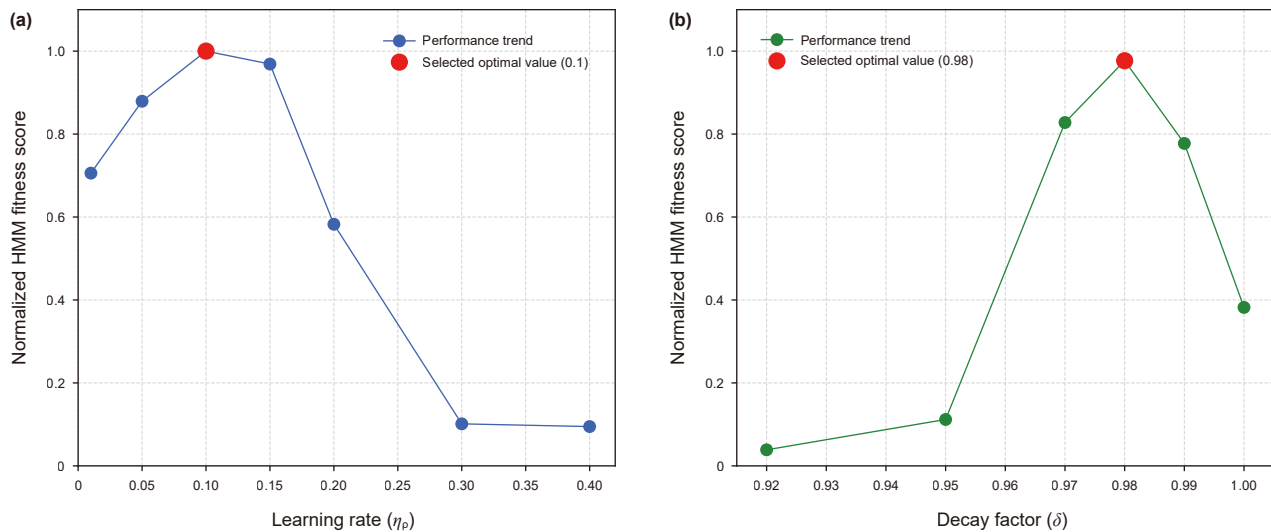 (a)
Normalized HMM fitness score
1.0
0.8
0.6
0.4
0.2
0
0 0.05 0.10 0.15 0.20 0.25 0.30 0.35 0.40
Learning rate (ηρ)
Performance trend
Selected optimal value (0.1)
(b)
Normalized HMM fitness score
1.0
0.8
0.6
0.4
0.2
0
0.92 0.93 0.94 0.95 0.96 0.97 0.98 0.99 1.00
Decay factor (δ)
Performance trend
Selected optimal value (0.98)